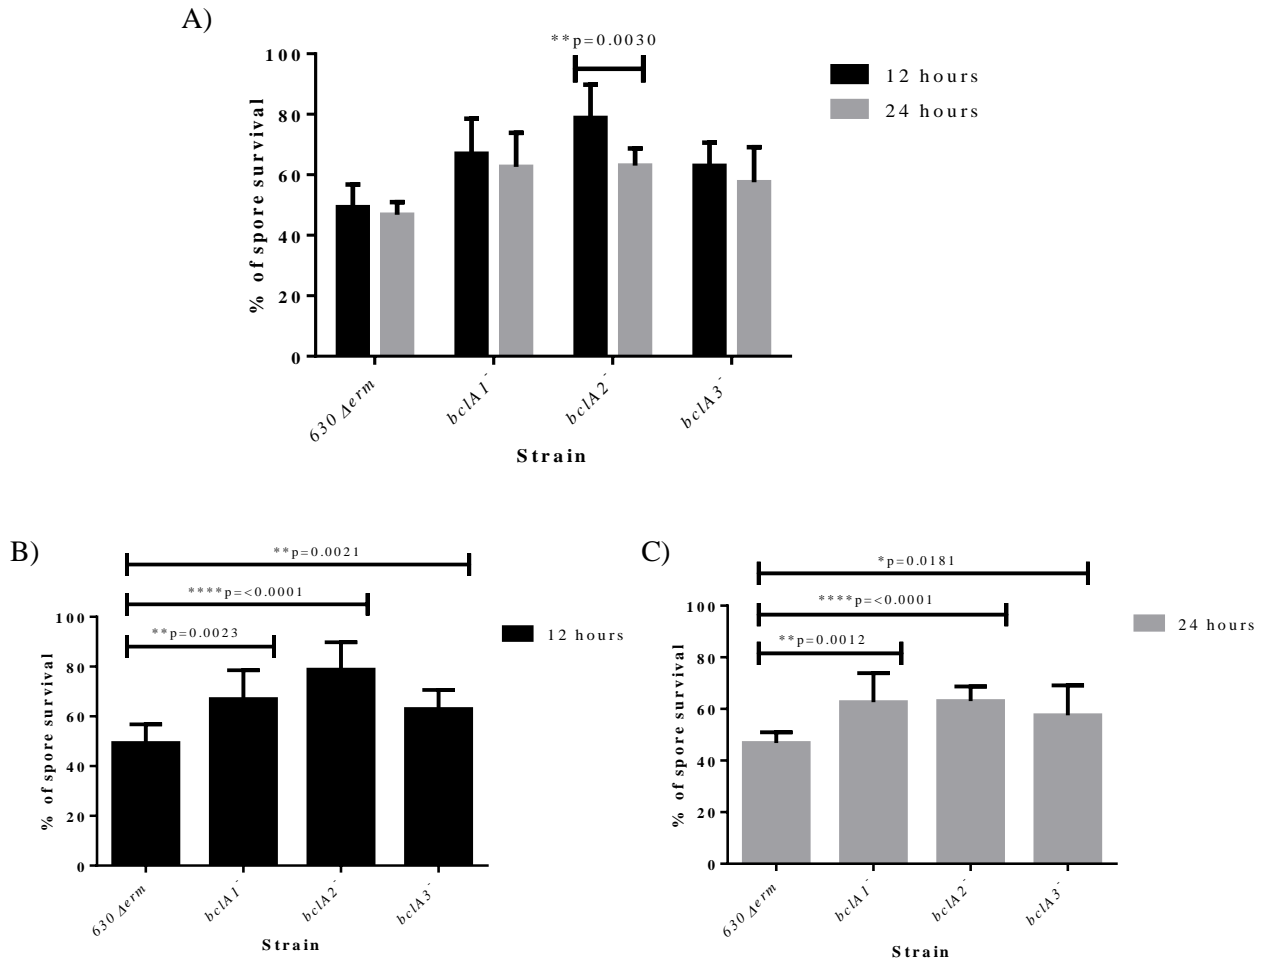 A)
**p=0.0030
100
80
60
40
20
0
% of spore survival
12 hours
24 hours
630 Δerm
bclA1-
bclA2-
bclA3-
Strain
B)
**p=0.0021
****p=<0.0001
**p=0.0023
100
80
60
40
20
0
% of spore survival
12 hours
630 Δerm
bclA1-
bclA2-
bclA3-
Strain
C)
*p=0.0181
****p=<0.0001
**p=0.0012
100
80
60
40
20
0
% of spore survival
24 hours
630 Δerm
bclA1-
bclA2-
bclA3-
Strain